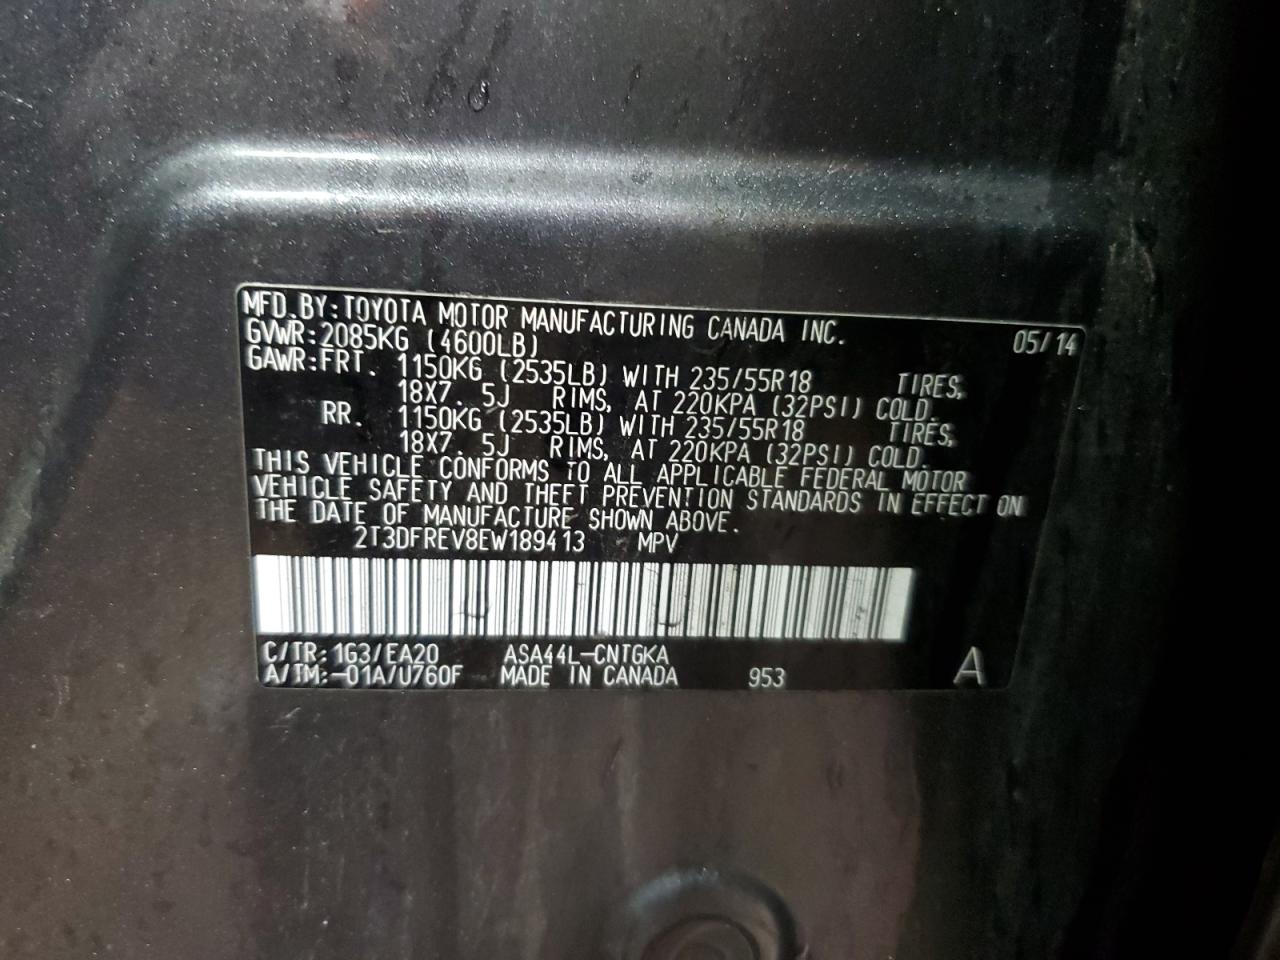 MFD.BY:TOYOTA MOTOR MANUFACTURING CANADA INC. 05/14
GVWR:2085KG (4600LB)
GAWR:FRT. 1150KG (2535LB) WITH 235/55R18 TIRES,
18X7.5J RIMS, AT 220KPA (32PSI) COLD.
RR. 1150KG (2535LB) WITH 235/55R18 TIRES,
18X7.5J RIMS, AT 220KPA (32PSI) COLD.
THIS VEHICLE CONFORMS TO ALL APPLICABLE FEDERAL MOTOR
VEHICLE SAFETY AND THEFT PREVENTION STANDARDS IN EFFECT ON
THE DATE OF MANUFACTURE SHOWN ABOVE.
2T3DFREV8EW189413 MPV
C/TR:1G3/EA20 ASA44L-CNTGKA
A/TM:-01A/U760F MADE IN CANADA 953 A